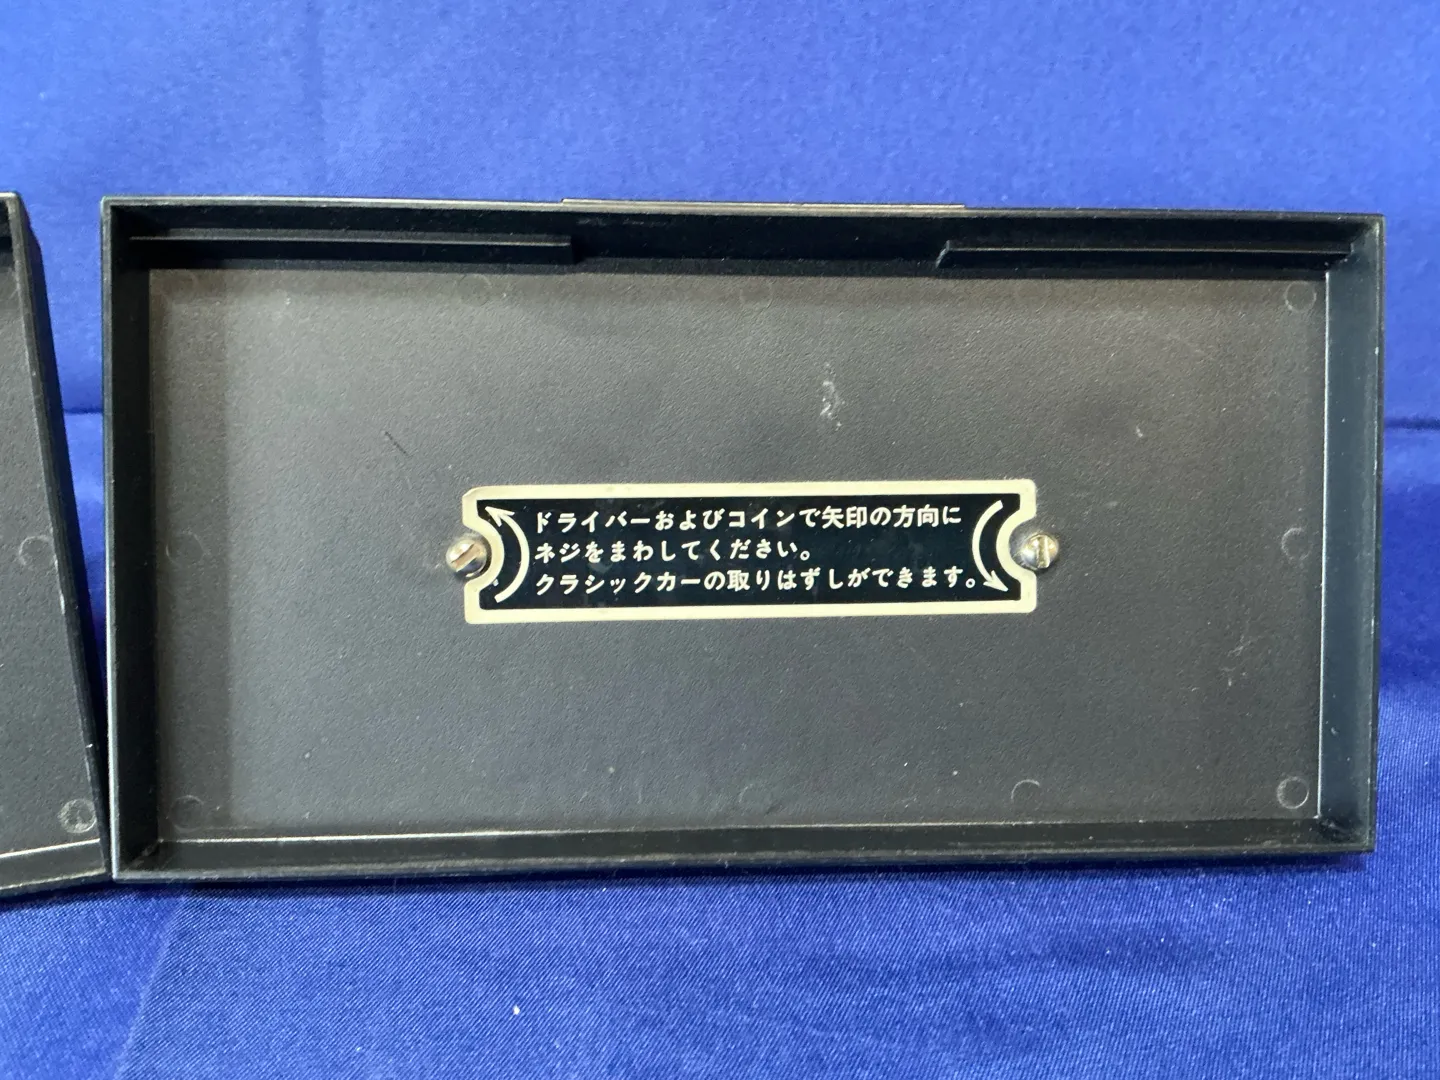 ドライバーおよびコインで矢印の方向に
ネジをまわしてください。
クラシックカーの取りはずしができます。